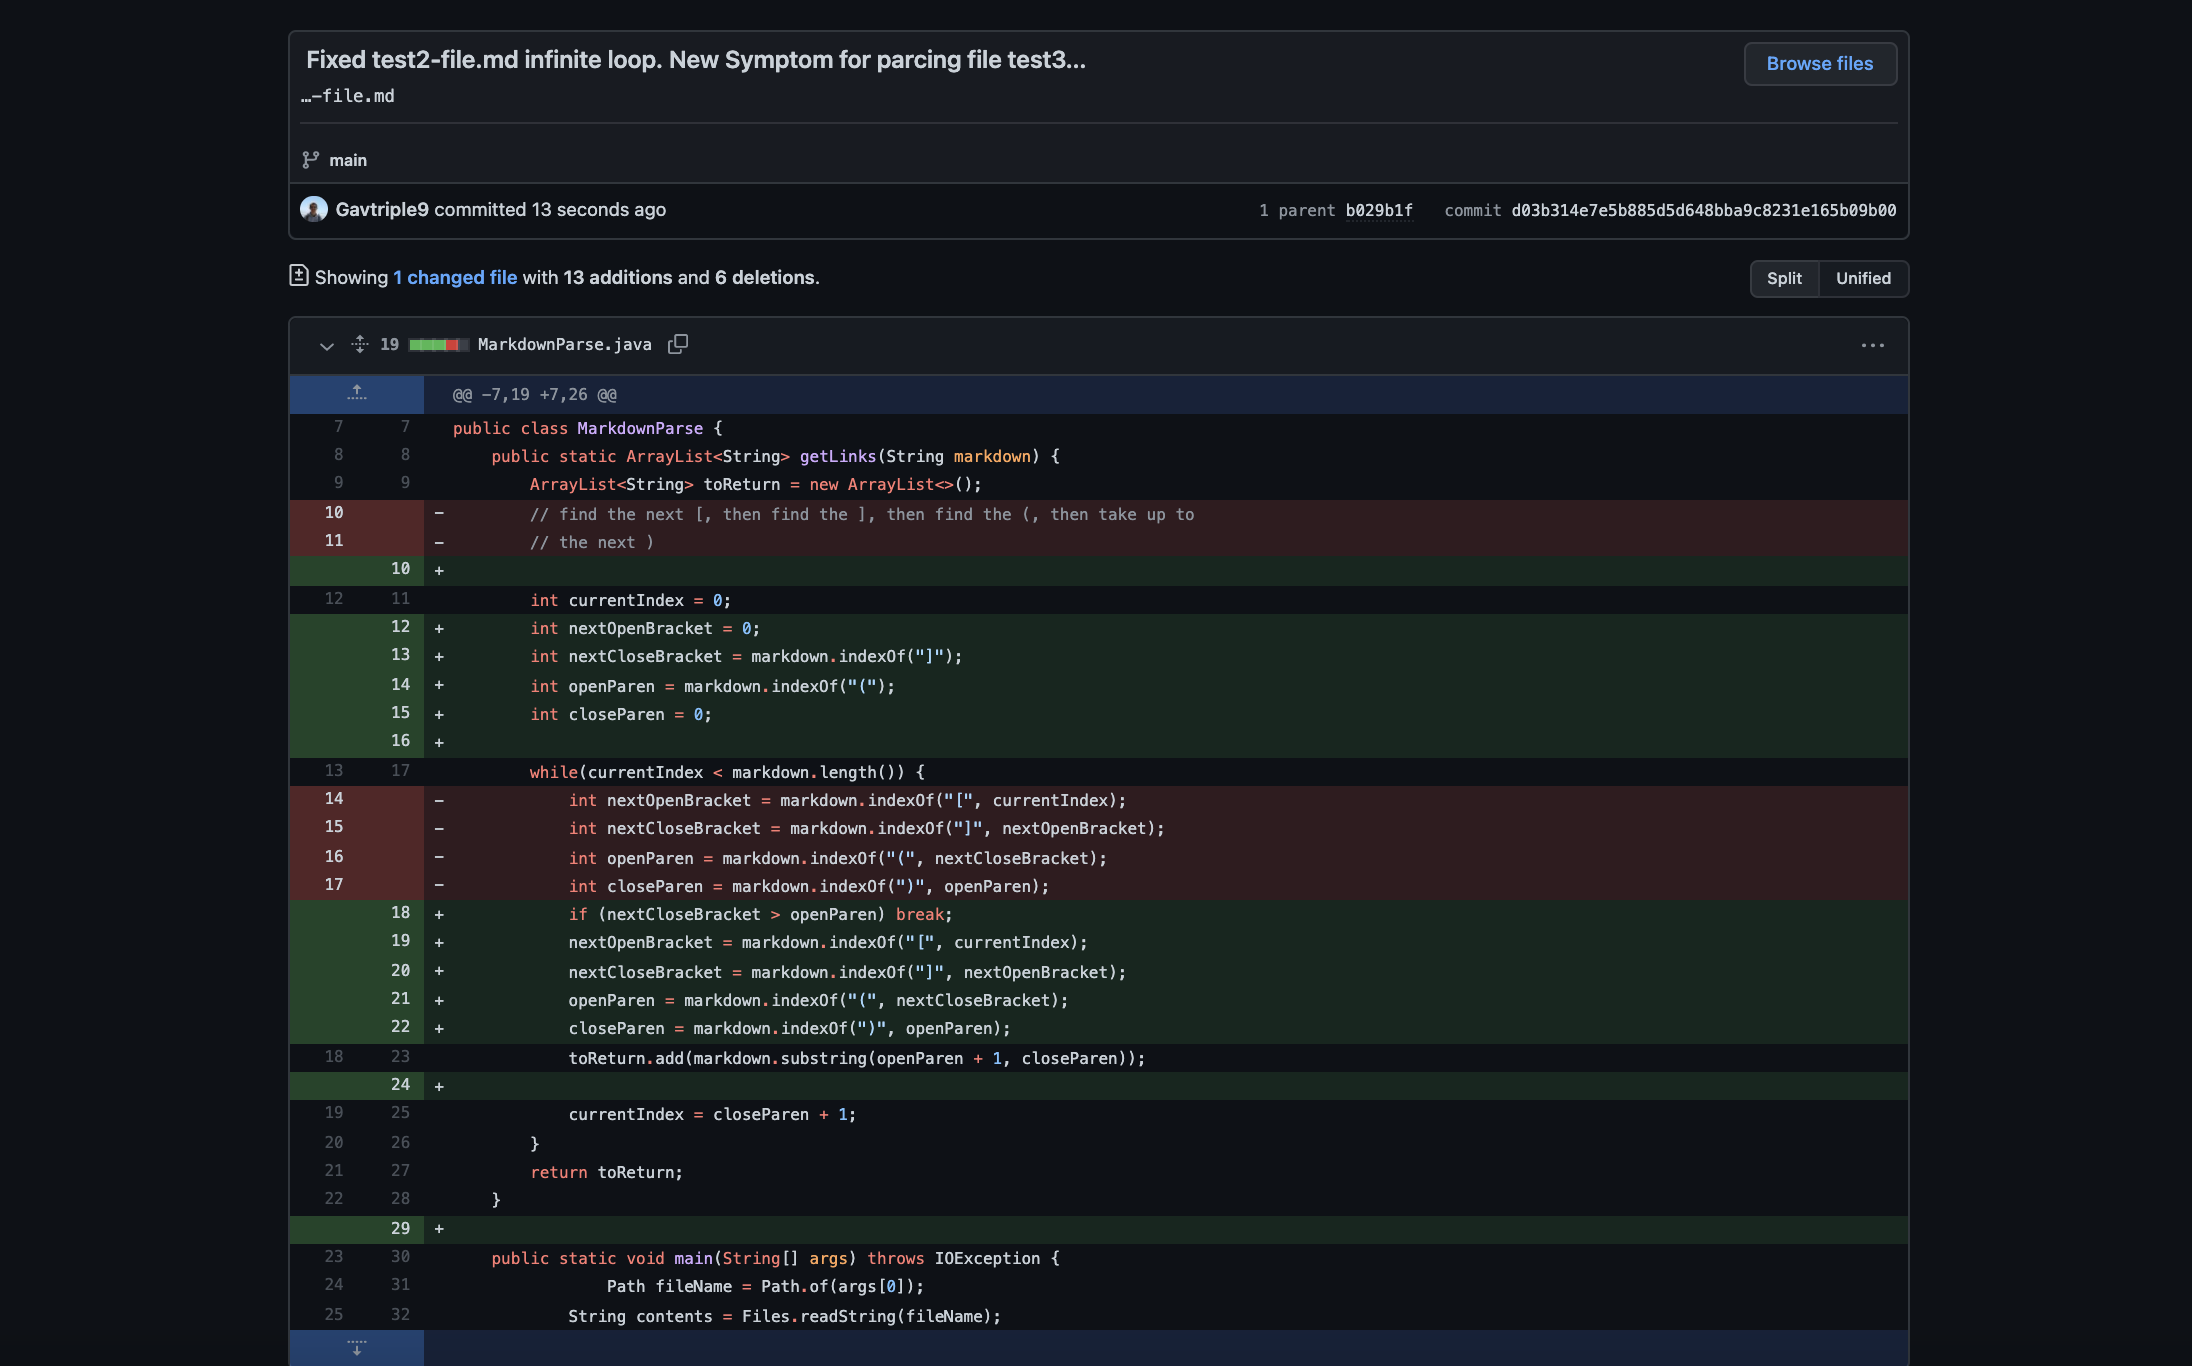 Fixed test2-file.md infinite loop. New Symptom for parcing file test3...
Browse files
…-file.md
main
Gavtriple9 committed 13 seconds ago
1 parent b029b1f commit d03b314e7e5b885d5d648bba9c8231e165b09b00
Showing 1 changed file with 13 additions and 6 deletions.
Split Unified
19 MarkdownParse.java
@@ -7,19 +7,26 @@
7 7 public class MarkdownParse {
8 8 public static ArrayList<String> getLinks(String markdown) {
9 9 ArrayList<String> toReturn = new ArrayList<>();
10 - // find the next [, then find the ], then find the (, then take up to
11 - // the next )
10 +
12 11 int currentIndex = 0;
12 + int nextOpenBracket = 0;
13 + int nextCloseBracket = markdown.indexOf("]");
14 + int openParen = markdown.indexOf("(");
15 + int closeParen = 0;
16 +
13 17 while(currentIndex < markdown.length()) {
14 - int nextOpenBracket = markdown.indexOf("[", currentIndex);
15 - int nextCloseBracket = markdown.indexOf("]", nextOpenBracket);
16 - int openParen = markdown.indexOf("(", nextCloseBracket);
17 - int closeParen = markdown.indexOf(")", openParen);
18 + if (nextCloseBracket > openParen) break;
19 + nextOpenBracket = markdown.indexOf("[", currentIndex);
20 + nextCloseBracket = markdown.indexOf("]", nextOpenBracket);
21 + openParen = markdown.indexOf("(", nextCloseBracket);
22 + closeParen = markdown.indexOf(")", openParen);
18 23 toReturn.add(markdown.substring(openParen + 1, closeParen));
24 +
19 25 currentIndex = closeParen + 1;
20 26 }
21 27 return toReturn;
22 28 }
29 +
23 30 public static void main(String[] args) throws IOException {
24 31 Path fileName = Path.of(args[0]);
25 32 String contents = Files.readString(fileName);